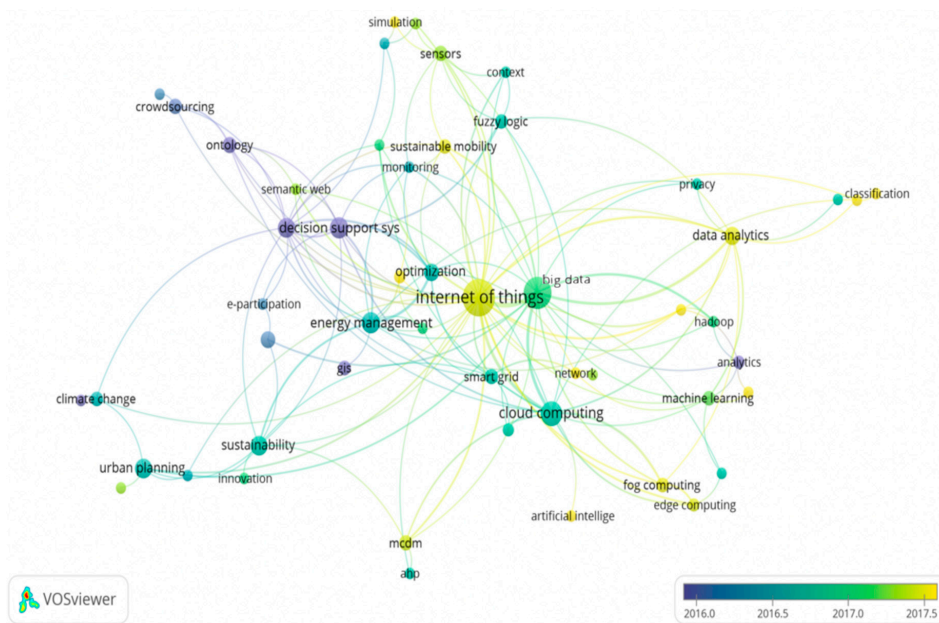 simulation
sensors
context
crowdsourcing
fuzzy logic
ontology
sustainable mobility
monitoring
privacy
semantic web
classification
decision support sys
data analytics
optimization
big data
internet of things
e-participation
energy management
hadoop
gis
smart grid
network
analytics
climate change
machine learning
cloud computing
sustainability
urban planning
innovation
fog computing
edge computing
artificial intellige
mcdm
ahp
VOSviewer
2016.0 2016.5 2017.0 2017.5